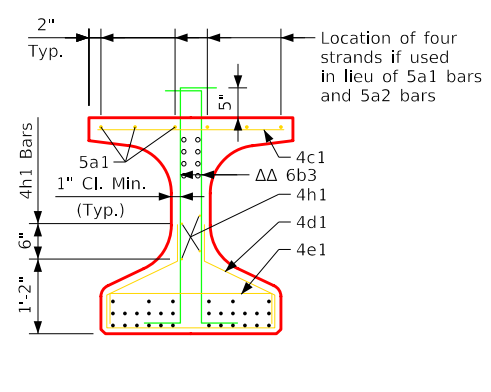 2"
Typ.
Location of four
strands if used
in lieu of 5a1 bars
and 5a2 bars
5"
4h1 Bars
5a1
4c1
1" Cl. Min.
(Typ.)
ΔΔ 6b3
4h1
4d1
6"
4e1
1'-2"